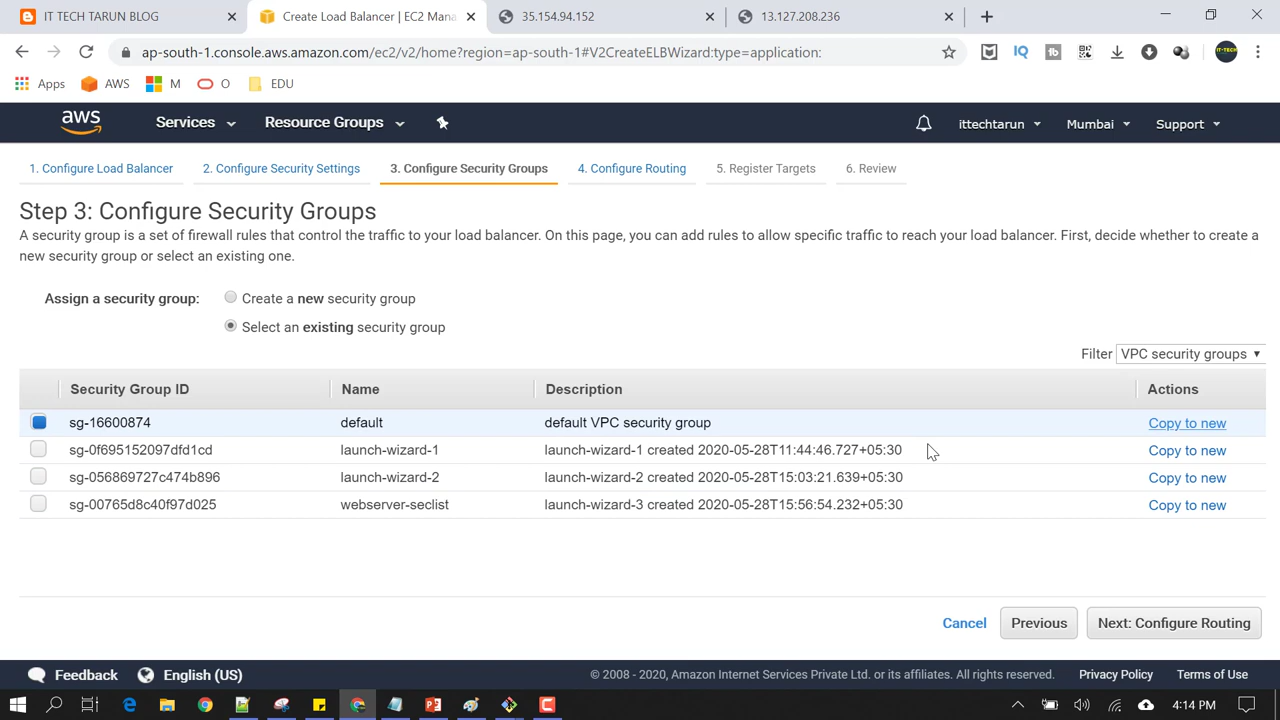 IT TECH TARUN BLOG
Create Load Balancer | EC2 Mana
35.154.94.152
13.127.208.236
ap-south-1.console.aws.amazon.com/ec2/v2/home?region=ap-south-1#V2CreateELBWizard:type=application:
Apps AWS M O EDU
aws Services Resource Groups ittechtarun Mumbai Support
1. Configure Load Balancer 2. Configure Security Settings 3. Configure Security Groups 4. Configure Routing 5. Register Targets 6. Review
Step 3: Configure Security Groups
A security group is a set of firewall rules that control the traffic to your load balancer. On this page, you can add rules to allow specific traffic to reach your load balancer. First, decide whether to create a
new security group or select an existing one.
Assign a security group: Create a new security group
Select an existing security group
Filter VPC security groups
Security Group ID Name Description Actions
sg-16600874 default default VPC security group Copy to new
sg-0f695152097dfd1cd launch-wizard-1 launch-wizard-1 created 2020-05-28T11:44:46.727+05:30 Copy to new
sg-056869727c474b896 launch-wizard-2 launch-wizard-2 created 2020-05-28T15:03:21.639+05:30 Copy to new
sg-00765d8c40f97d025 webserver-seclist launch-wizard-3 created 2020-05-28T15:56:54.232+05:30 Copy to new
Cancel Previous Next: Configure Routing
Feedback English (US) © 2008 - 2020, Amazon Internet Services Private Ltd. or its affiliates. All rights reserved. Privacy Policy Terms of Use
4:14 PM